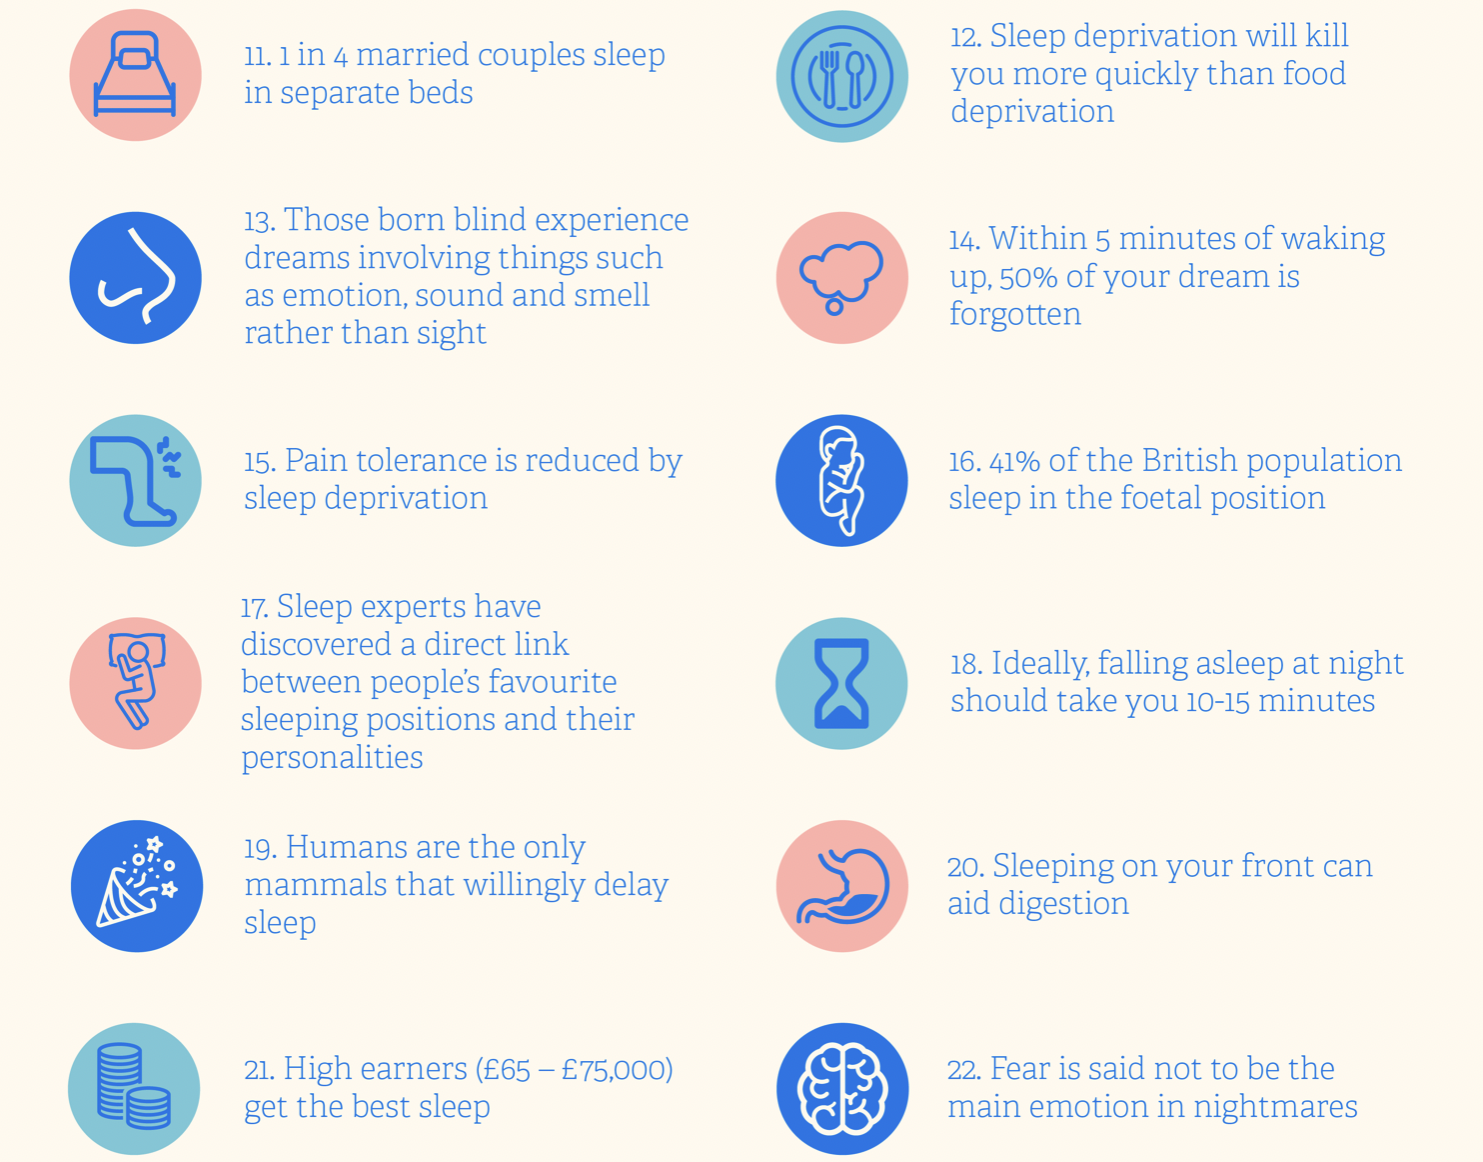 11. 1 in 4 married couples sleep
in separate beds
12. Sleep deprivation will kill
you more quickly than food
deprivation
13. Those born blind experience
dreams involving things such
as emotion, sound and smell
rather than sight
14. Within 5 minutes of waking
up, 50% of your dream is
forgotten
15. Pain tolerance is reduced by
sleep deprivation
16. 41% of the British population
sleep in the foetal position
17. Sleep experts have
discovered a direct link
between people’s favourite
sleeping positions and their
personalities
18. Ideally, falling asleep at night
should take you 10-15 minutes
19. Humans are the only
mammals that willingly delay
sleep
20. Sleeping on your front can
aid digestion
21. High earners (£65 – £75,000)
get the best sleep
22. Fear is said not to be the
main emotion in nightmares